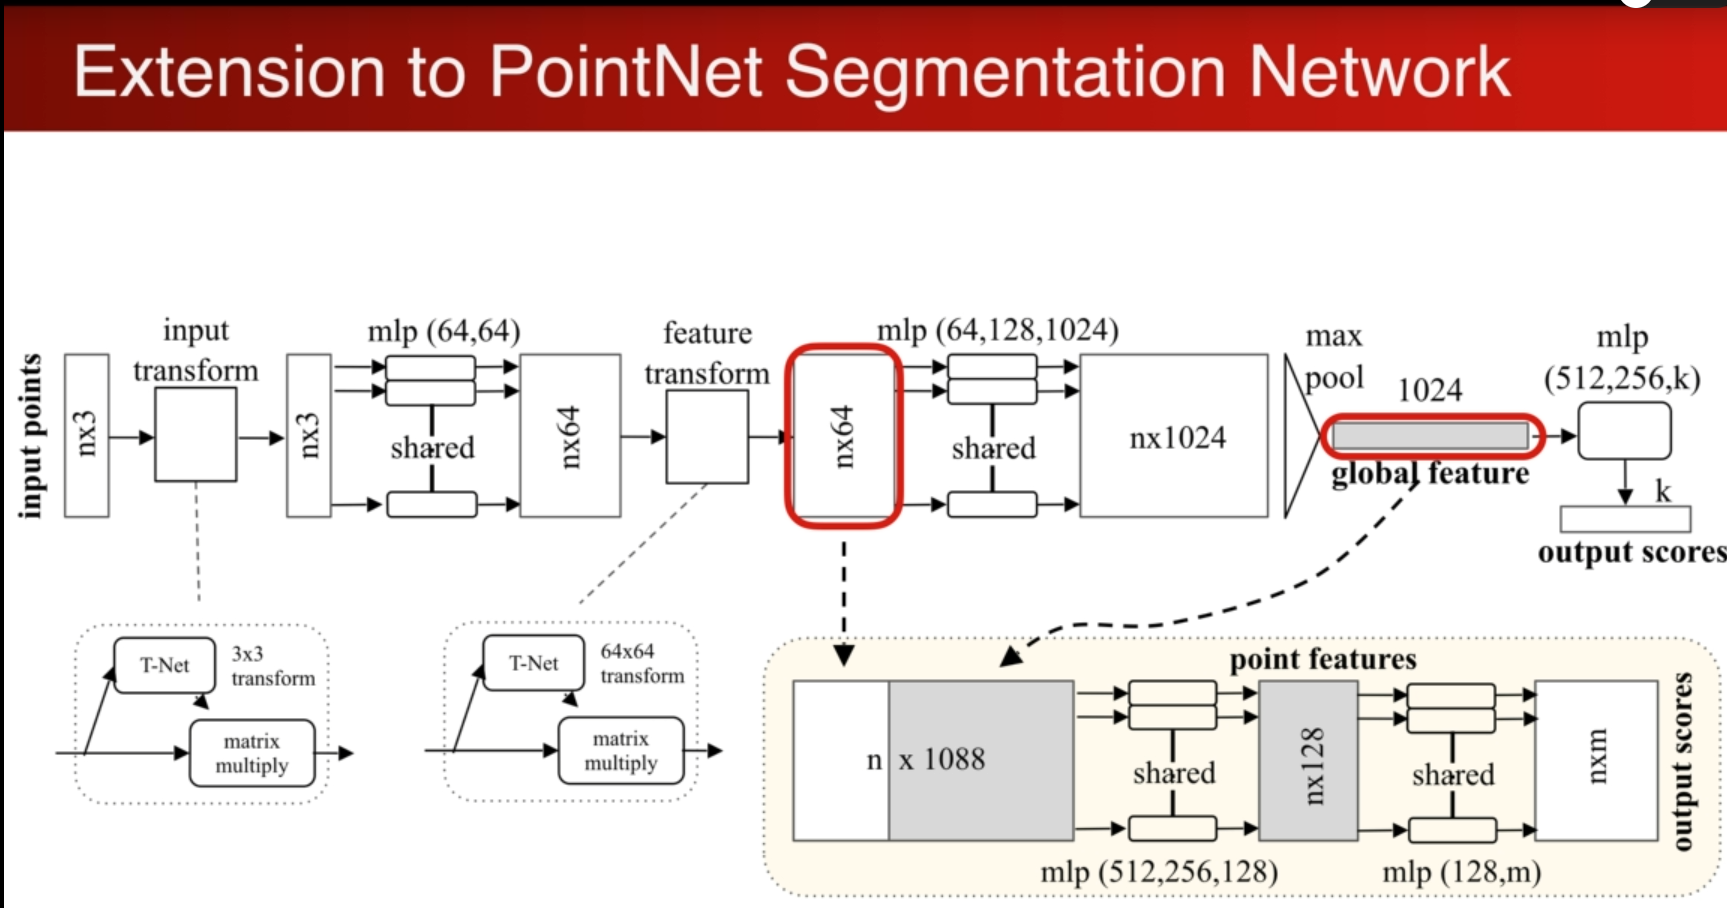 Extension to PointNet Segmentation Network
input points
nx3
input
transform
nx3
mlp (64,64)
shared
nx64
feature
transform
nx64
mlp (64,128,1024)
shared
nx1024
max
pool
1024
global feature
mlp
(512,256,k)
k
output scores
T-Net
3x3
transform
matrix
multiply
T-Net
64x64
transform
matrix
multiply
point features
n x 1088
shared
mlp (512,256,128)
nx128
shared
mlp (128,m)
nxm
output scores